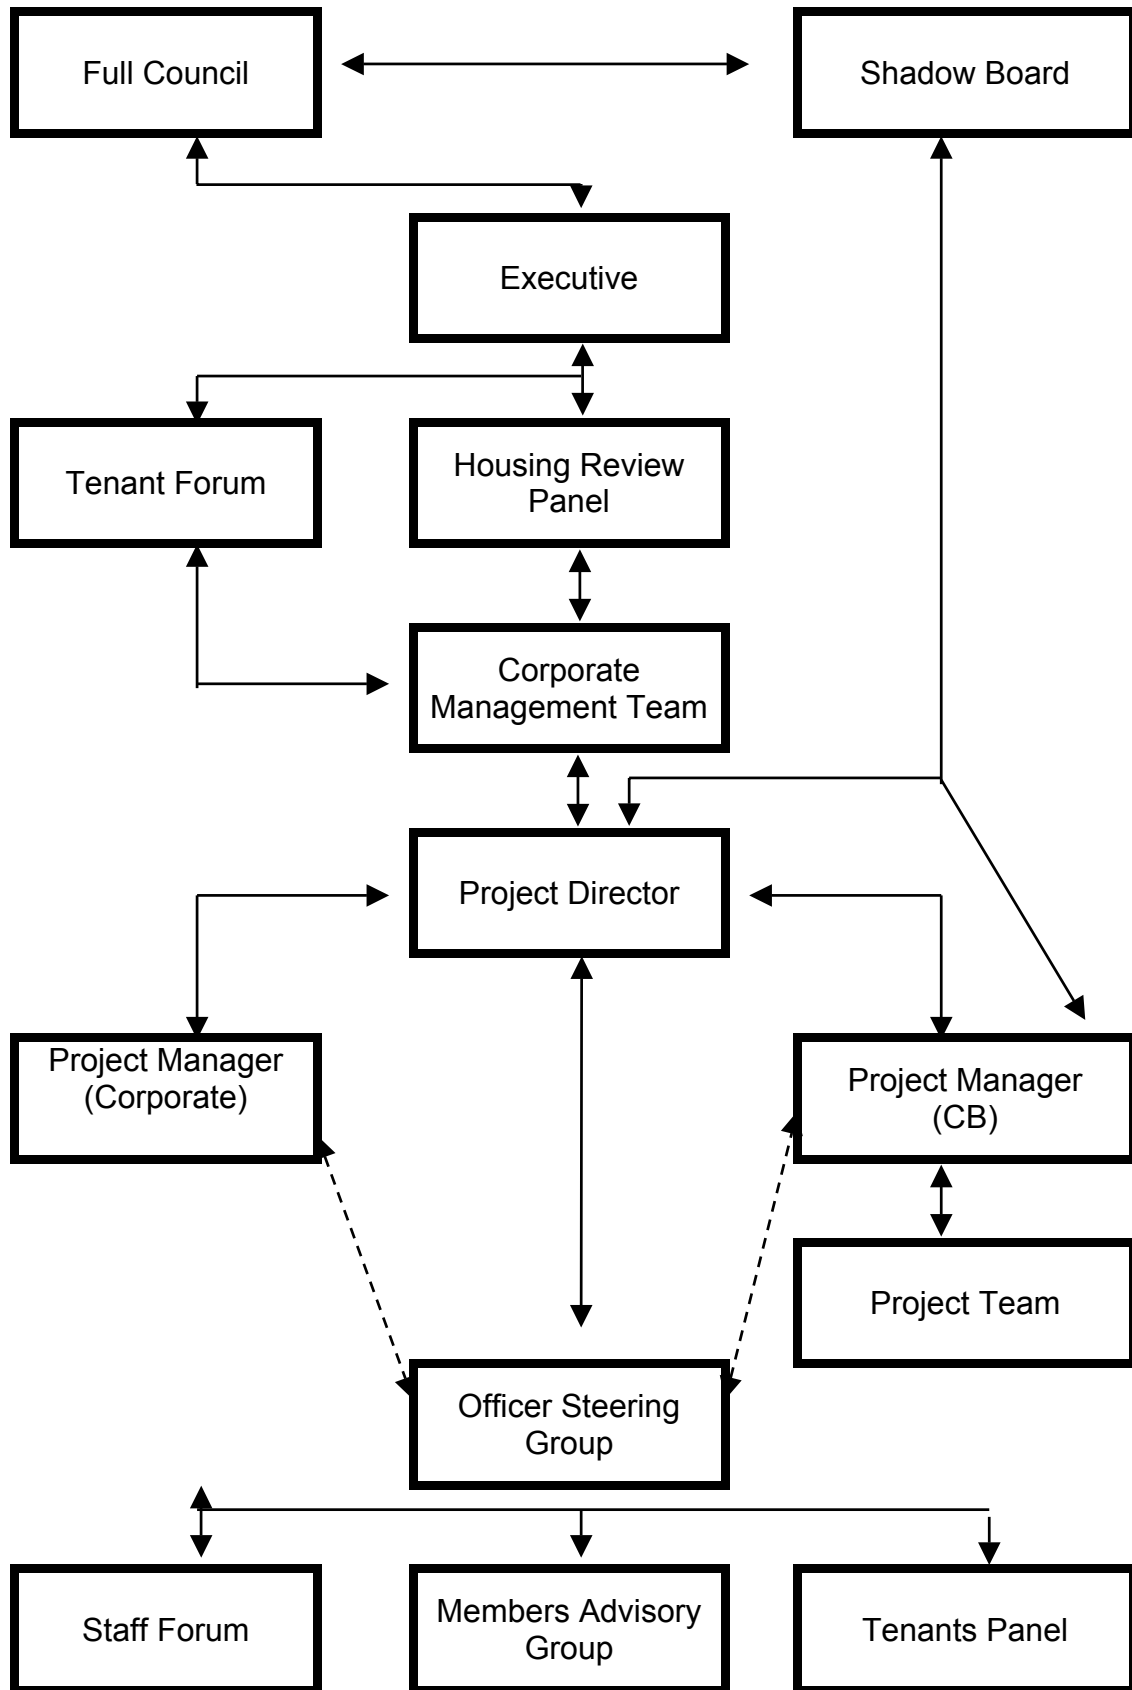 Full Council
Shadow Board
Executive
Tenant Forum
Housing Review
Panel
Corporate
Management Team
Project Director
Project Manager
(Corporate)
Project Manager
(CB)
Project Team
Officer Steering
Group
Staff Forum
Members Advisory
Group
Tenants Panel